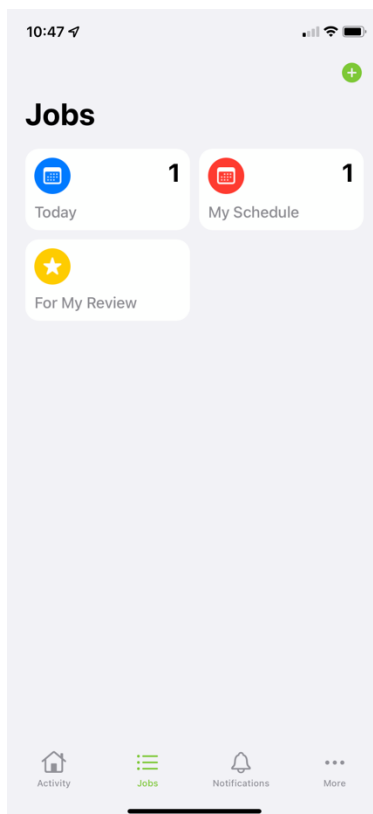 10:47
Jobs
1
Today
1
My Schedule
For My Review
Activity
Jobs
Notifications
More